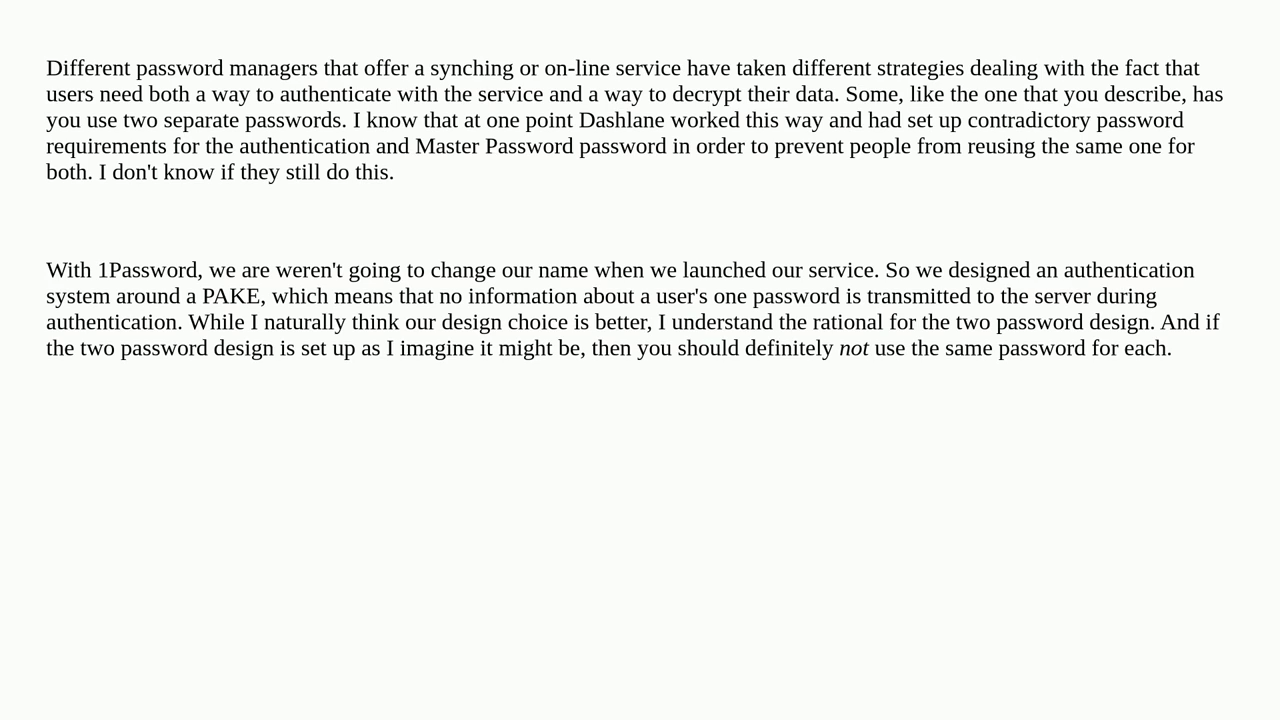 Different password managers that offer a synching or on-line service have taken different strategies dealing with the fact that
users need both a way to authenticate with the service and a way to decrypt their data. Some, like the one that you describe, has
you use two separate passwords. I know that at one point Dashlane worked this way and had set up contradictory password
requirements for the authentication and Master Password password in order to prevent people from reusing the same one for
both. I don't know if they still do this.
With 1Password, we are weren't going to change our name when we launched our service. So we designed an authentication
system around a PAKE, which means that no information about a user's one password is transmitted to the server during
authentication. While I naturally think our design choice is better, I understand the rational for the two password design. And if
the two password design is set up as I imagine it might be, then you should definitely not use the same password for each.